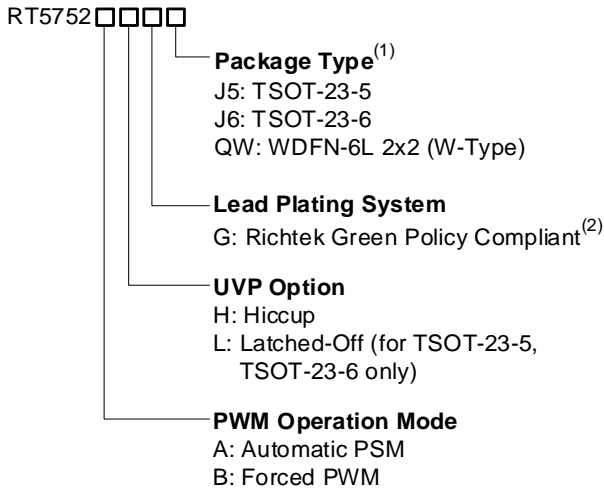 RT5752□□□□
Package Type(1)
J5: TSOT-23-5
J6: TSOT-23-6
QW: WDFN-6L 2x2 (W-Type)
Lead Plating System
G: Richtek Green Policy Compliant(2)
UVP Option
H: Hiccup
L: Latched-Off (for TSOT-23-5,
TSOT-23-6 only)
PWM Operation Mode
A: Automatic PSM
B: Forced PWM